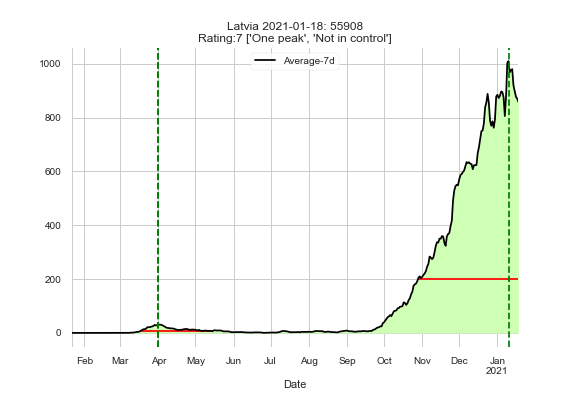 Latvia 2021-01-18: 55908
Rating:7 ['One peak', 'Not in control']
Average-7d
1000
800
600
400
200
0
Feb Mar Apr May Jun Jul Aug Sep Oct Nov Dec Jan
2021
Date